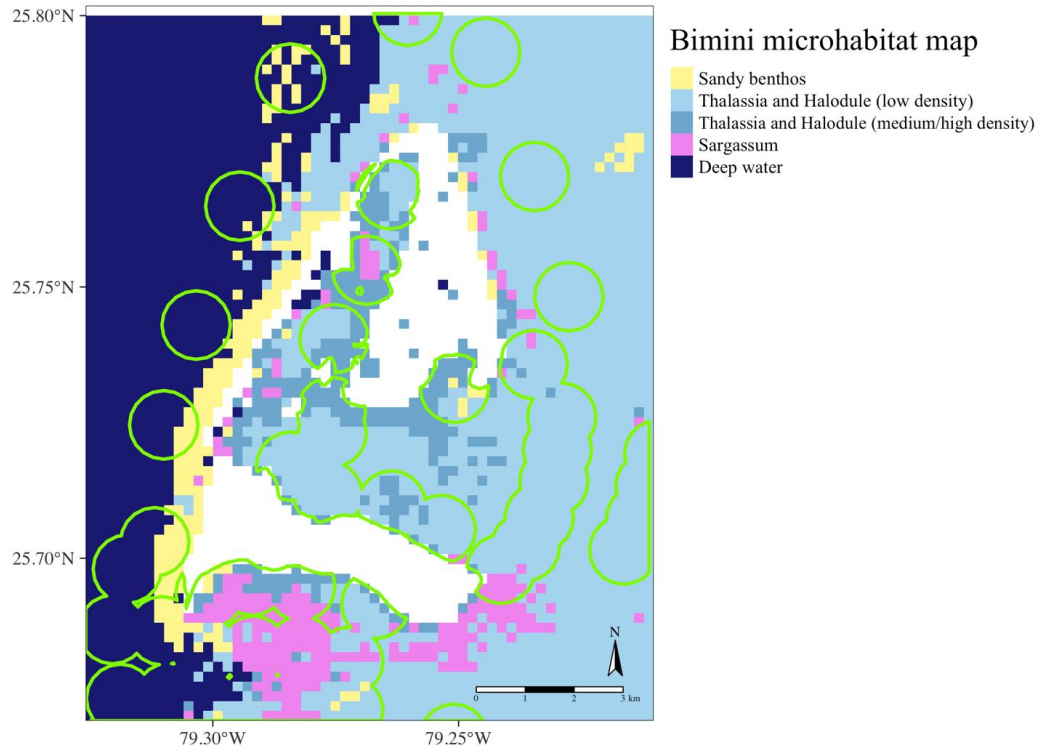 25.80°N
25.75°N
25.70°N
79.30°W
79.25°W
N
0 1 2 3 km
Bimini microhabitat map
Sandy benthos
Thalassia and Halodule (low density)
Thalassia and Halodule (medium/high density)
Sargassum
Deep water